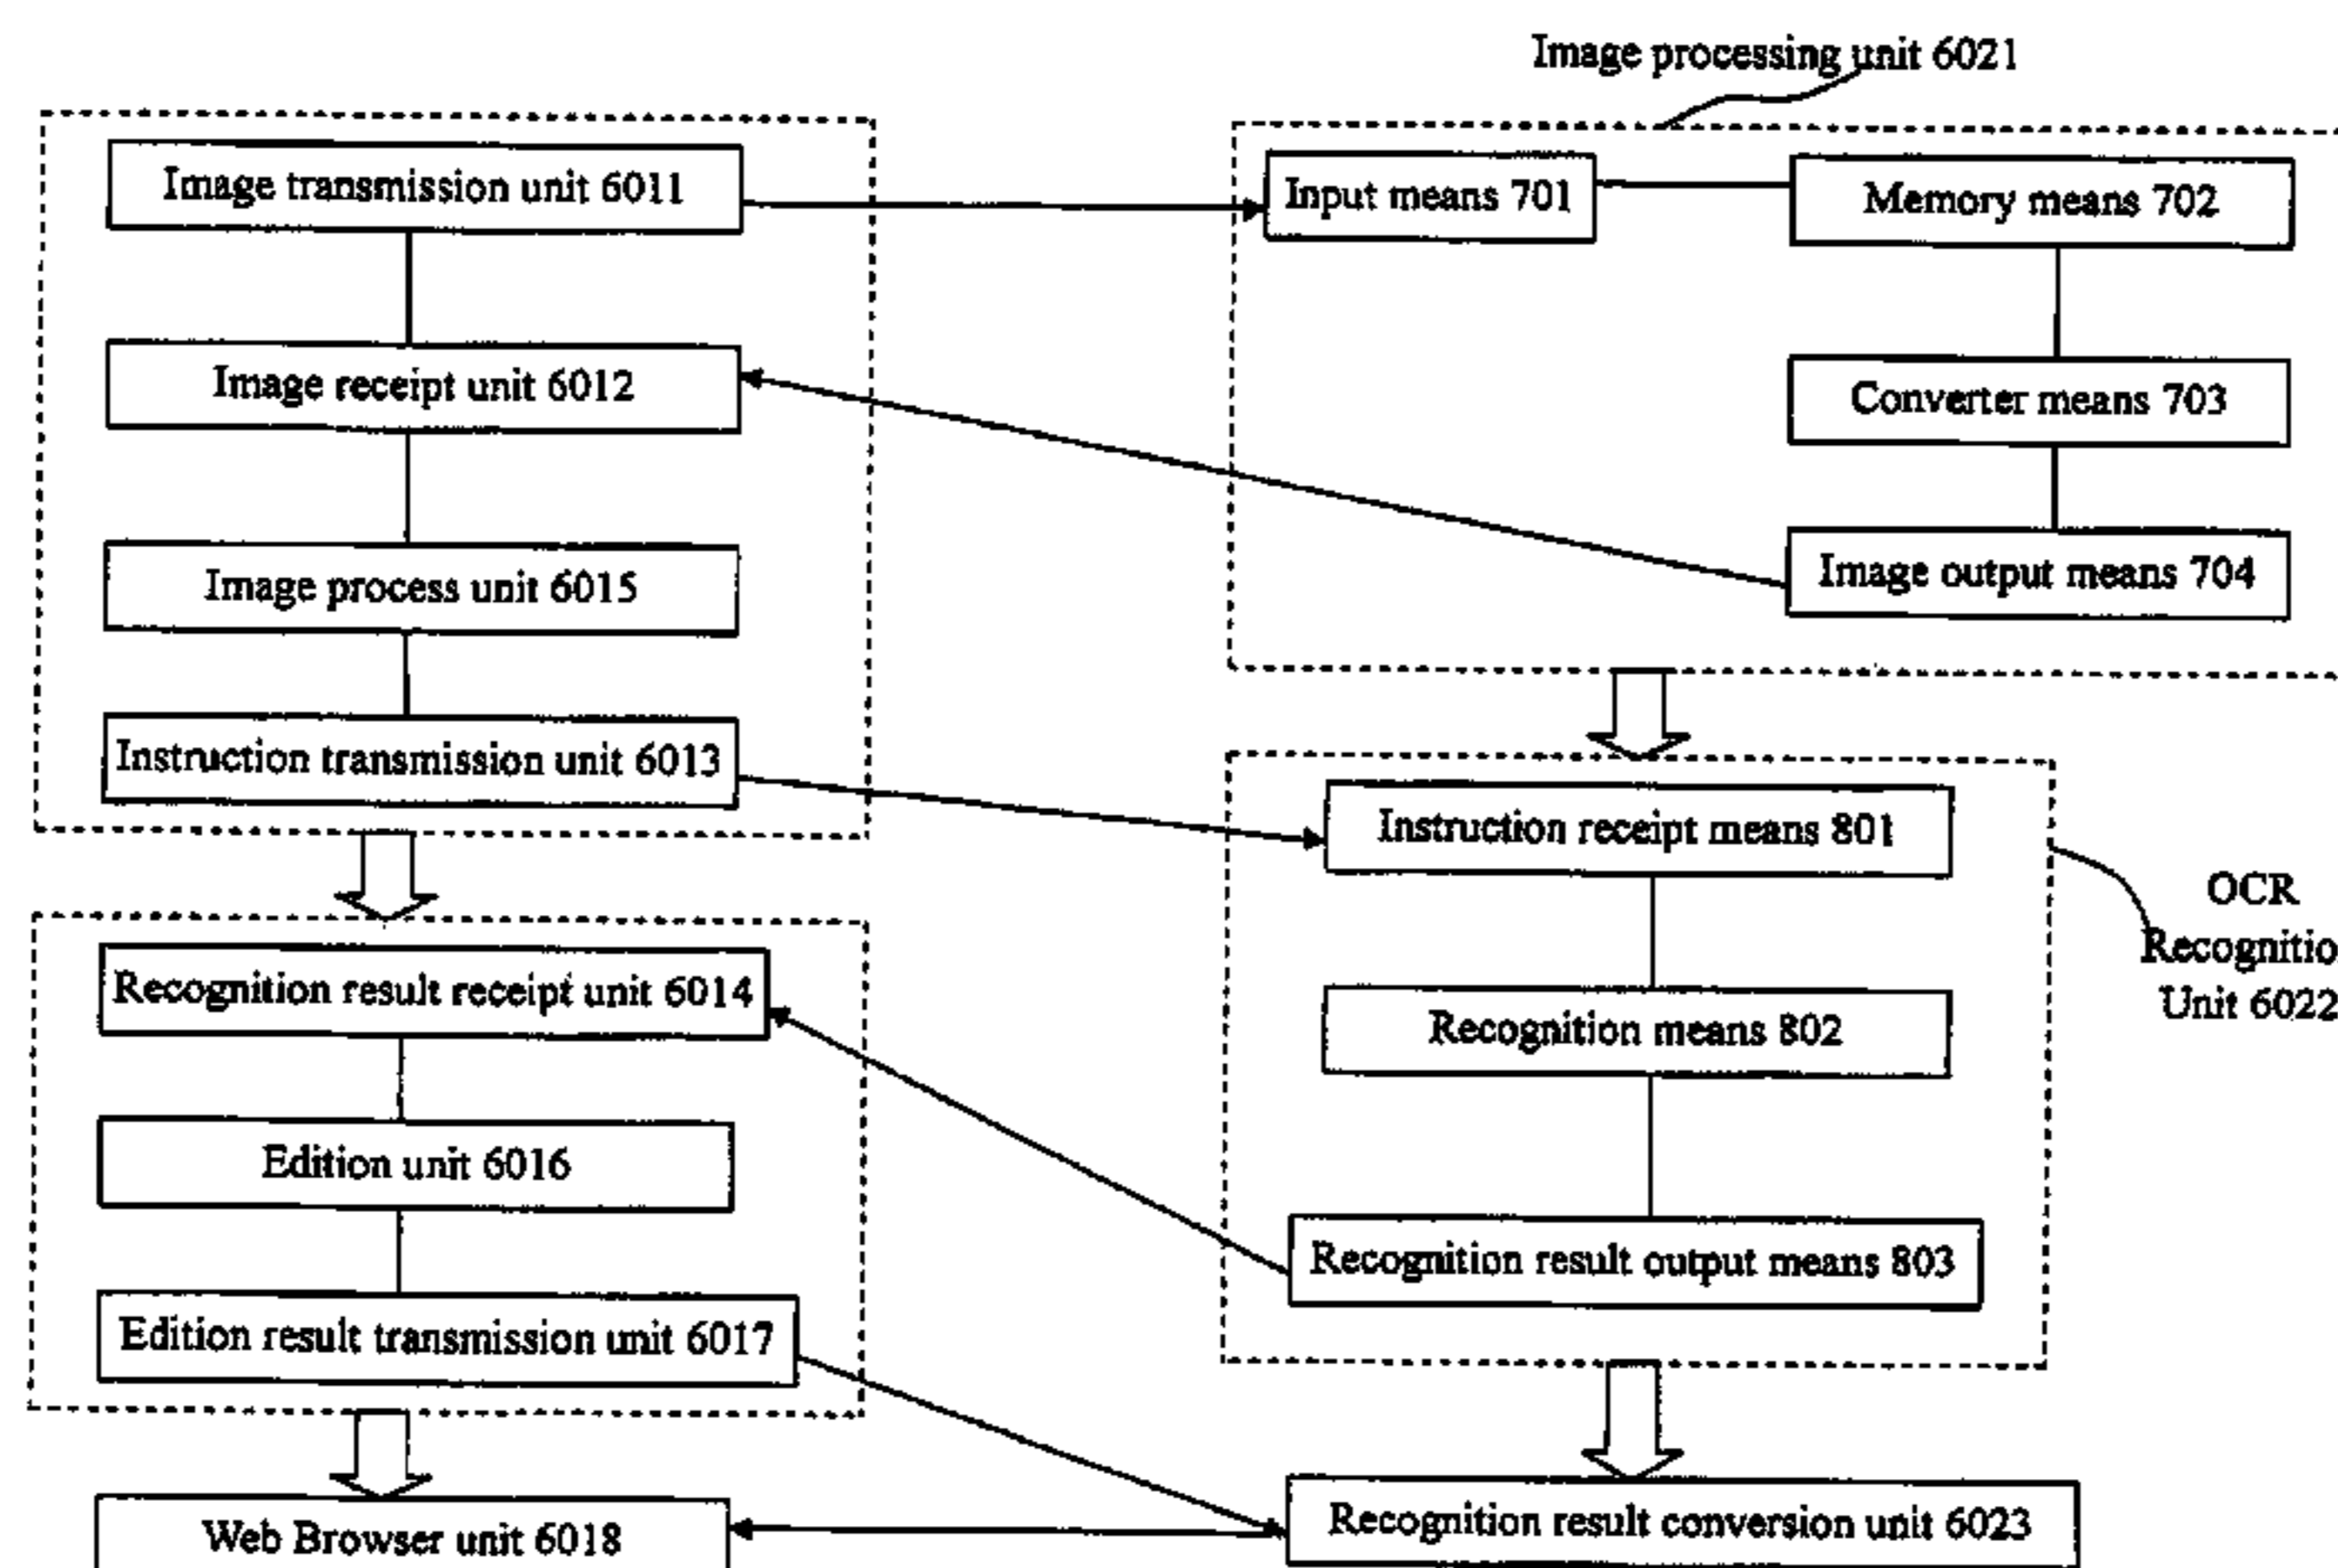 Image processing unit 6021
Image transmission unit 6011
Input means 701
Memory means 702
Image receipt unit 6012
Converter means 703
Image process unit 6015
Image output means 704
Instruction transmission unit 6013
Instruction receipt means 801
OCR
Recognitio
Unit 6022
Recognition result receipt unit 6014
Recognition means 802
Edition unit 6016
Recognition result output means 803
Edition result transmission unit 6017
Recognition result conversion unit 6023
Web Browser unit 6018